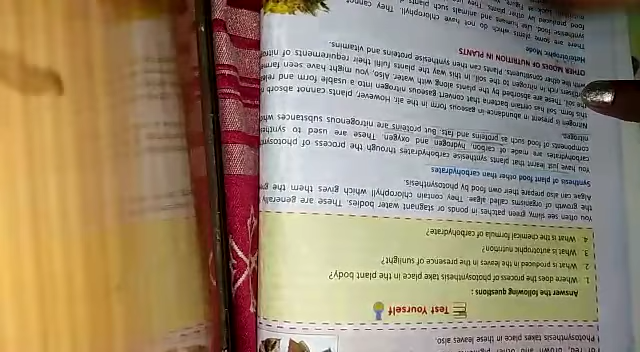 of red, brown and other
Photosynthesis takes place in these leaves also.
Test Yourself
Answer the following questions :
1. Where does the process of photosynthesis take place in the plant body?
2. What is produced in the leaves in the presence of sunlight?
3. What is autotrophic nutrition?
4. What is the chemical formula of carbohydrate?
You often see slimy, green patches in ponds or stagnant water bodies. These are generally
the growth of organisms called algae. They contain chlorophyll which gives them the
Algae can also prepare their own food by photosynthesis.
Synthesis of plant food other than carbohydrates
You have just learnt that plants synthesise carbohydrates through the process of
carbohydrates are made of carbon, hydrogen and oxygen. These are used to
components of food such as proteins and fats. But proteins are nitrogenous substances
nitrogen.
Nitrogen is present in abundance in gaseous form in the air. However, plants cannot absorb
this form. Soil has certain bacteria that convert gaseous nitrogen into a usable form and
soil. These are absorbed by the plants along with water. Also, you might have seen
rich in nitrogen to the soil. In this way the plants fulfil their requirements of
with the other constituents. Plants can then synthesise proteins and vitamins.
OTHER MODES OF NUTRITION IN PLANTS
Heterotrophic Mode
There are some plants which do not have chlorophyll. They cannot
synthesise food. Like humans and animals such plants
food produced by other plants. They